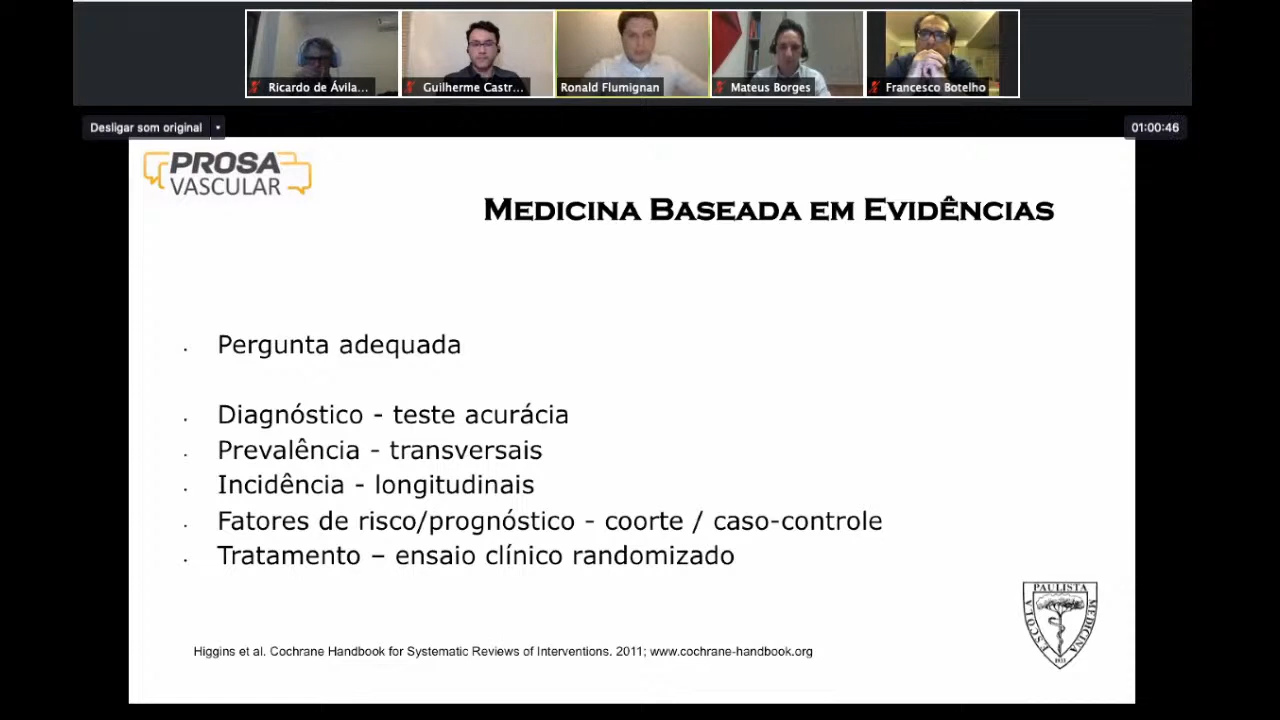 Ricardo de Ávila...
Guilherme Castr...
Ronald Flumignan
Mateus Borges
Francesco Botelho
Desligar som original
01:00:46
PROSA
VASCULAR
MEDICINA BASEADA EM EVIDÊNCIAS
· Pergunta adequada
· Diagnóstico - teste acurácia
· Prevalência - transversais
· Incidência - longitudinais
· Fatores de risco/prognóstico - coorte / caso-controle
· Tratamento – ensaio clínico randomizado
Higgins et al. Cochrane Handbook for Systematic Reviews of Interventions. 2011; www.cochrane-handbook.org
ESCOLA PAULISTA MEDICINA
1933